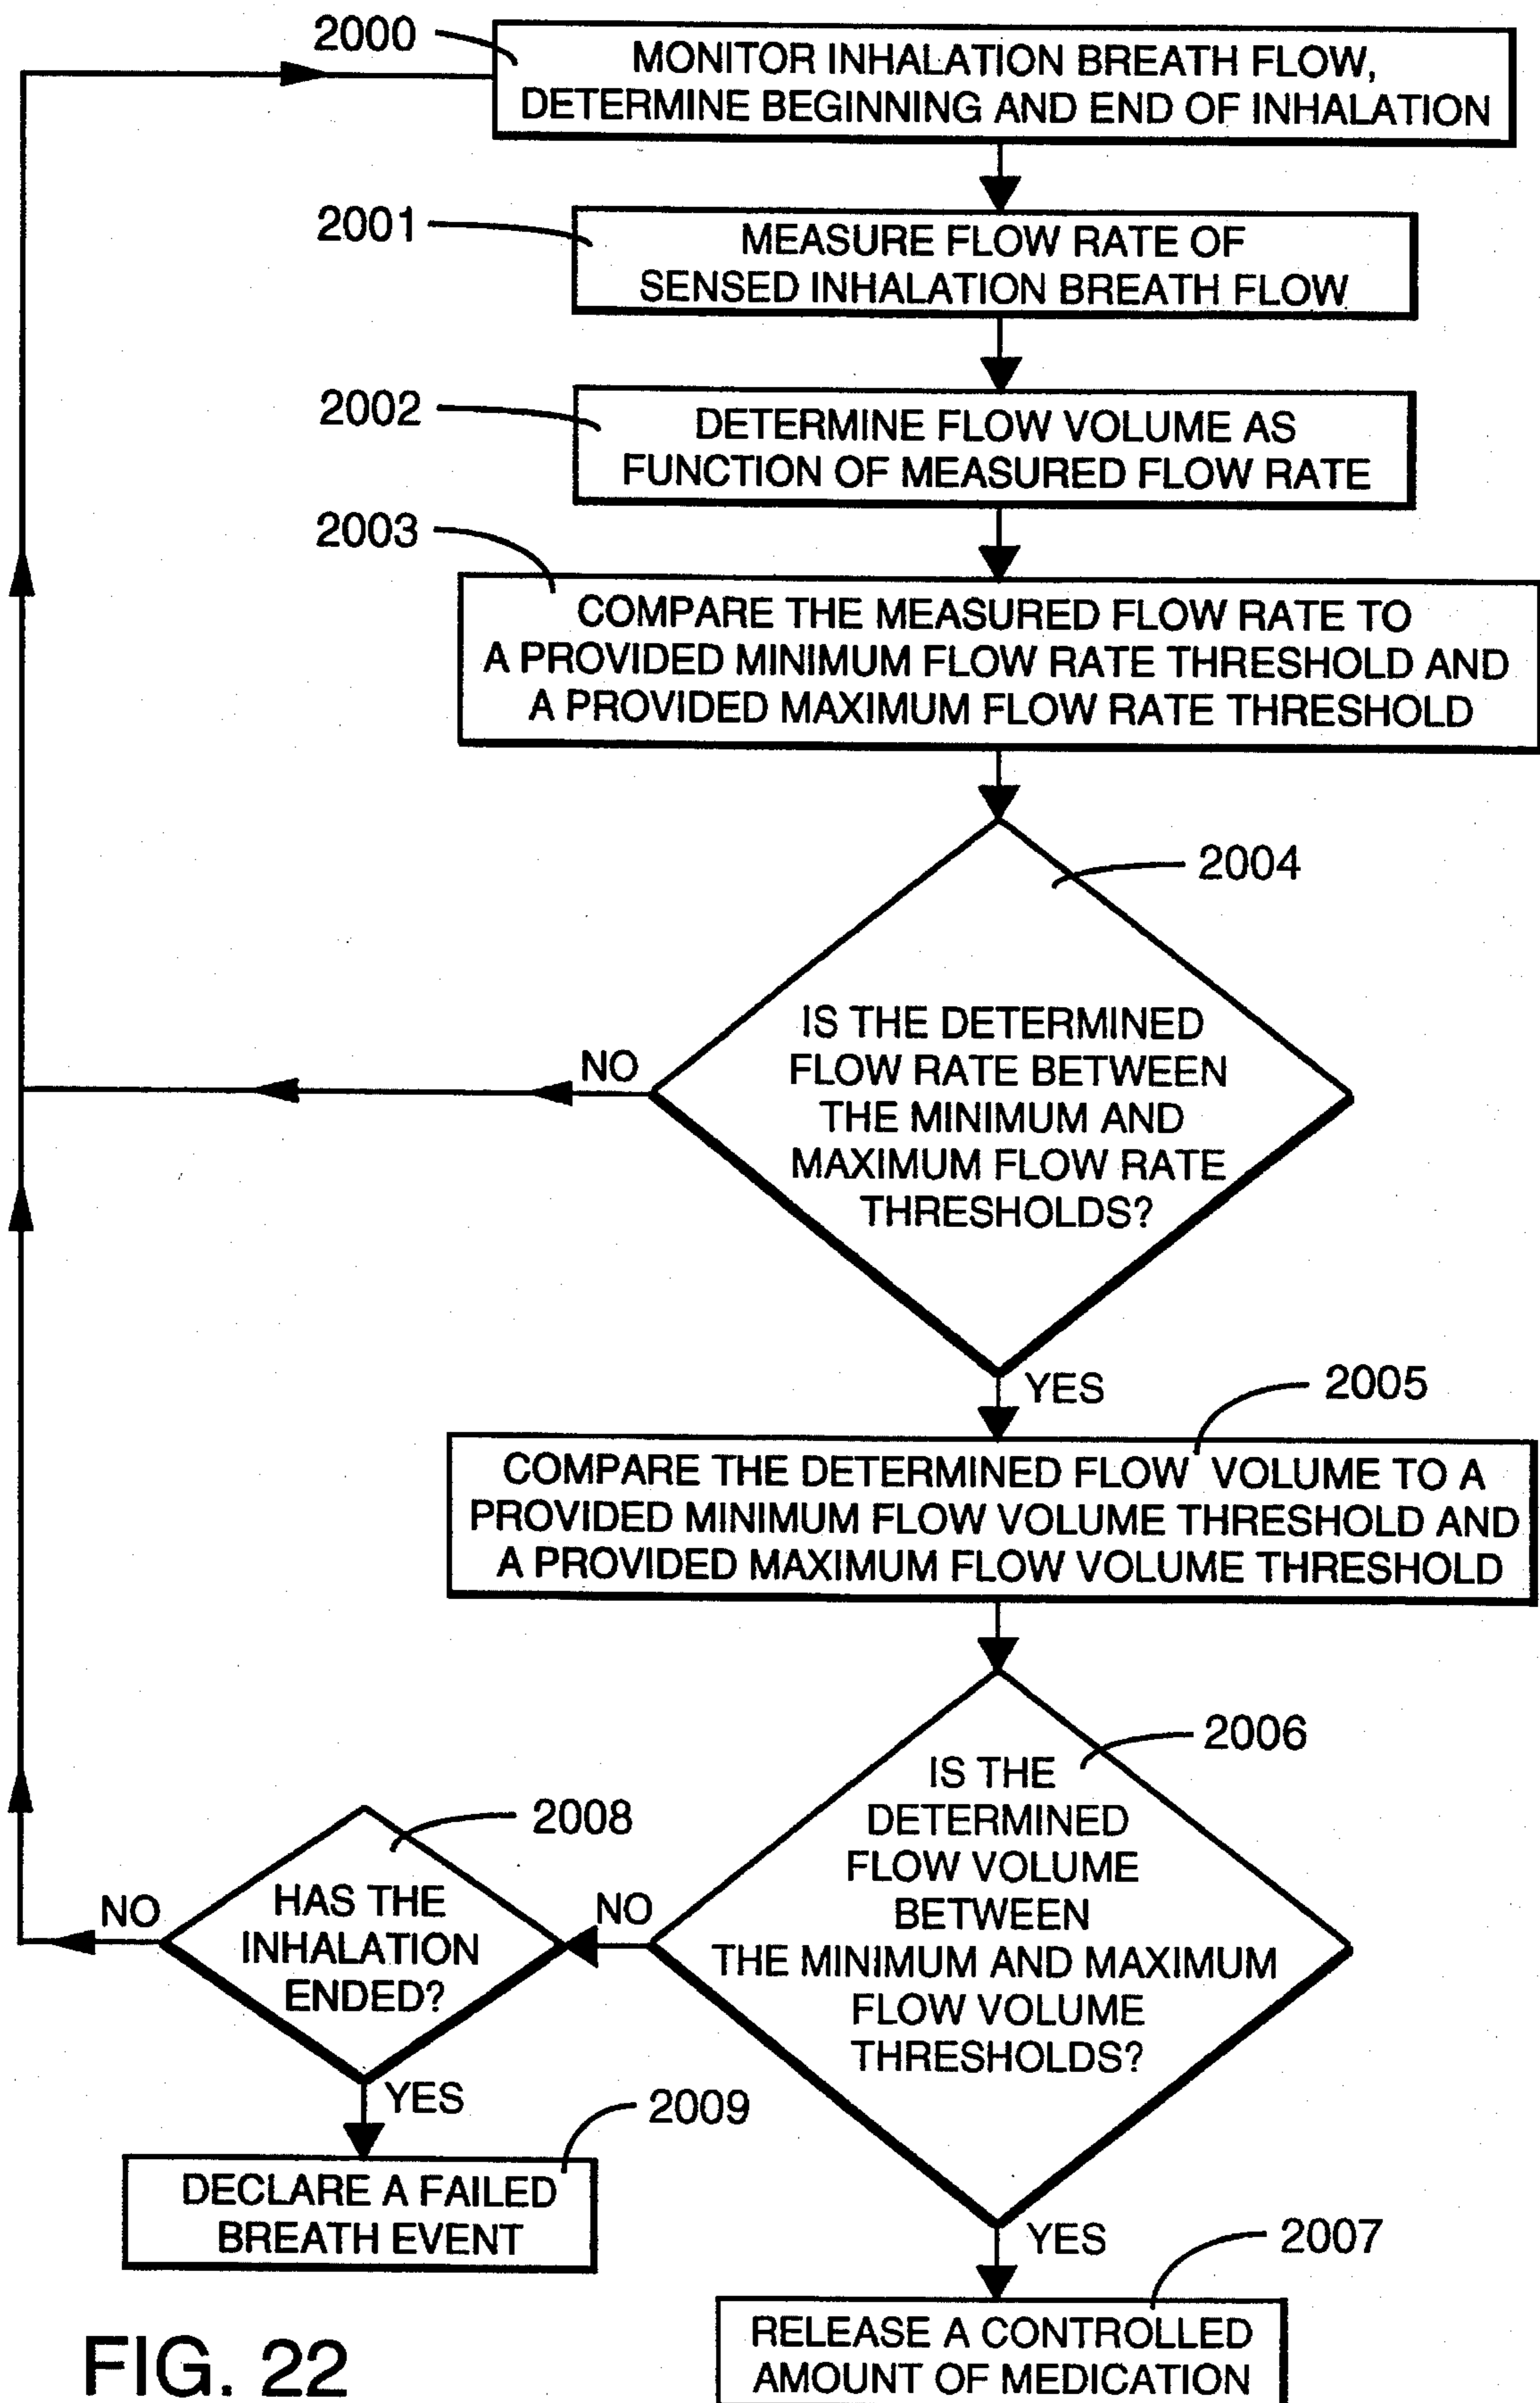 2000
MONITOR INHALATION BREATH FLOW,
DETERMINE BEGINNING AND END OF INHALATION
2001
MEASURE FLOW RATE OF
SENSED INHALATION BREATH FLOW
2002
DETERMINE FLOW VOLUME AS
FUNCTION OF MEASURED FLOW RATE
2003
COMPARE THE MEASURED FLOW RATE TO
A PROVIDED MINIMUM FLOW RATE THRESHOLD AND
A PROVIDED MAXIMUM FLOW RATE THRESHOLD
2004
IS THE DETERMINED
FLOW RATE BETWEEN
THE MINIMUM AND
MAXIMUM FLOW RATE
THRESHOLDS?
NO
YES
2005
COMPARE THE DETERMINED FLOW VOLUME TO A
PROVIDED MINIMUM FLOW VOLUME THRESHOLD AND
A PROVIDED MAXIMUM FLOW VOLUME THRESHOLD
2006
IS THE
DETERMINED
FLOW VOLUME
BETWEEN
THE MINIMUM AND MAXIMUM
FLOW VOLUME
THRESHOLDS?
NO
2008
HAS THE
INHALATION
ENDED?
NO
YES
2009
DECLARE A FAILED
BREATH EVENT
YES
2007
RELEASE A CONTROLLED
AMOUNT OF MEDICATION
FIG. 22